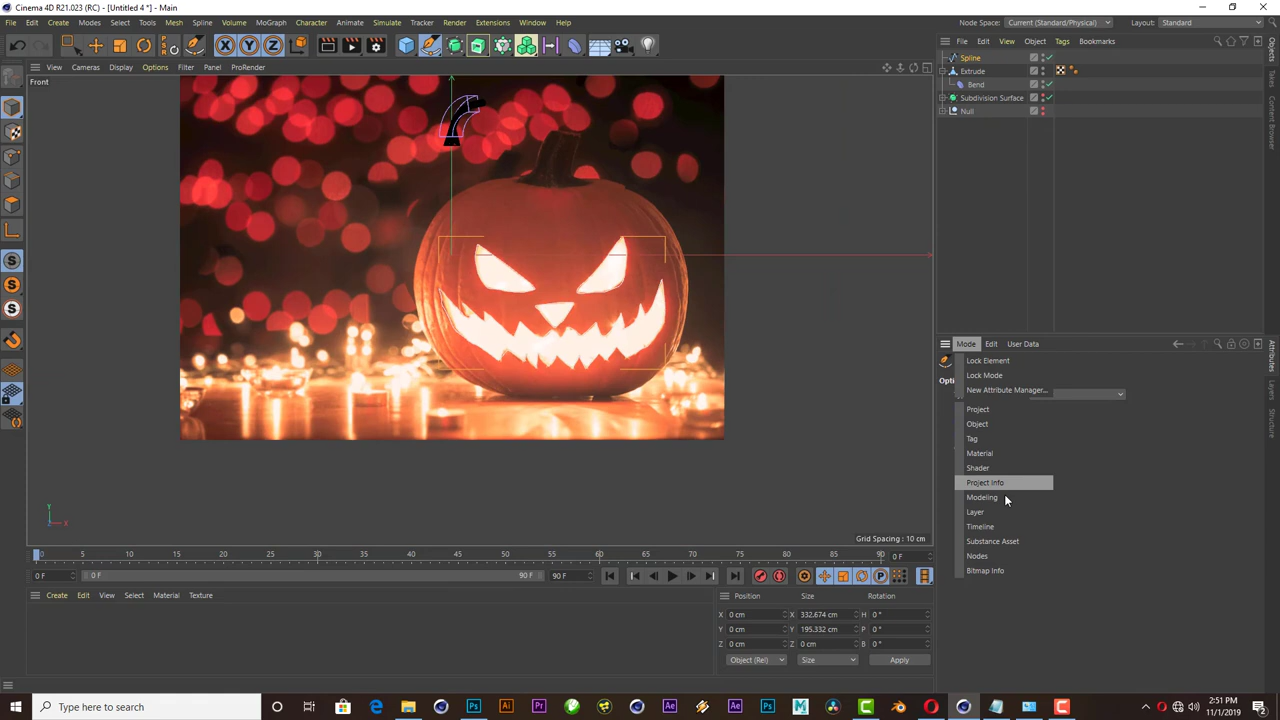 Cinema 4D R21.023 (RC) - [Untitled 4 *] - Main
File Edit Create Modes Select Tools Mesh Spline Volume MoGraph Character Animate Simulate Tracker Render Extensions Window Help
Node Space: Current (Standard/Physical) Layout: Standard
View Cameras Display Options Filter Panel ProRender
File Edit View Object Tags Bookmarks
Front
Spline
Extrude
Bend
Subdivision Surface
Null
Objects
Takes
Content Browser
Mode Edit User Data
Attributes
Layers
Structure
Lock Element
Lock Mode
New Attribute Manager...
Project
Object
Tag
Material
Shader
Project Info
Modeling
Layer
Timeline
Substance Asset
Nodes
Bitmap Info
Y
X
Z
Grid Spacing : 10 cm
0 5 10 15 20 25 30 35 40 45 50 55 60 65 70 75 80 85 90 0 F
0 F 0 F 90 F 90 F
Create Edit View Select Material Texture
Position Size Rotation
X 0 cm X 332.674 cm H 0 °
Y 0 cm Y 195.332 cm P 0 °
Z 0 cm Z 0 cm B 0 °
Object (Rel) Size Apply
Type here to search
2:51 PM
11/1/2019